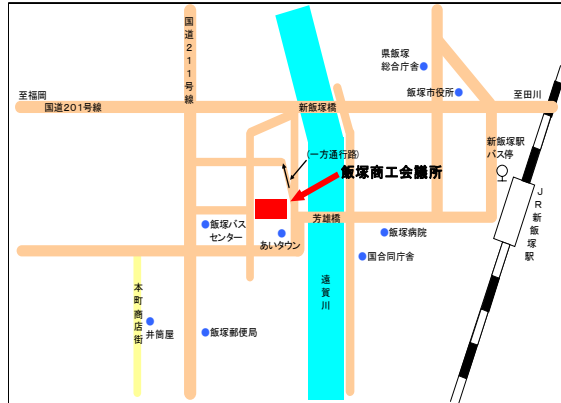 国道211号線
県飯塚
総合庁舎
飯塚市役所
至福岡
国道201号線
新飯塚橋
至田川
新飯塚駅
バス停
(一方通行路)
飯塚商工会議所
JR新飯塚駅
芳雄橋
飯塚バス
センター
あいタウン
飯塚病院
国合同庁舎
遠賀川
本町商店街
井筒屋
飯塚郵便局